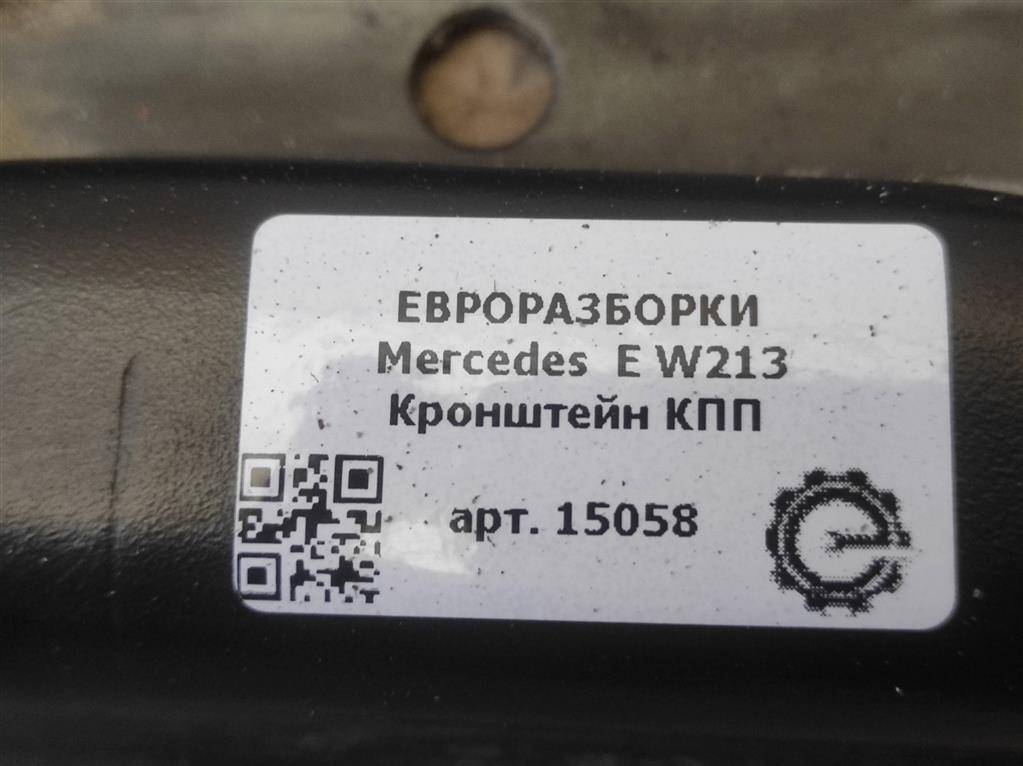 ЕВРОРАЗБОРКИ
Mercedes E W213
Кронштейн КПП
арт. 15058